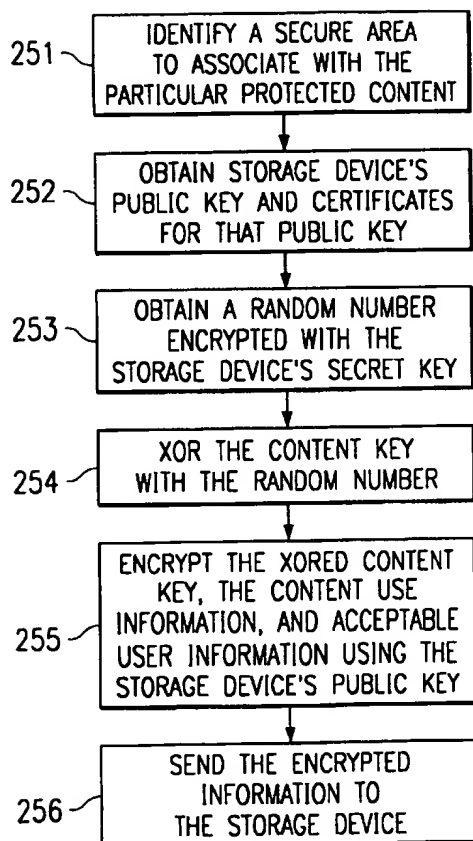 251
IDENTIFY A SECURE AREA
TO ASSOCIATE WITH THE
PARTICULAR PROTECTED CONTENT
252
OBTAIN STORAGE DEVICE'S
PUBLIC KEY AND CERTIFICATES
FOR THAT PUBLIC KEY
253
OBTAIN A RANDOM NUMBER
ENCRYPTED WITH THE
STORAGE DEVICE'S SECRET KEY
254
XOR THE CONTENT KEY
WITH THE RANDOM NUMBER
255
ENCRYPT THE XORED CONTENT
KEY, THE CONTENT USE
INFORMATION, AND ACCEPTABLE
USER INFORMATION USING THE
STORAGE DEVICE'S PUBLIC KEY
256
SEND THE ENCRYPTED
INFORMATION TO
THE STORAGE DEVICE